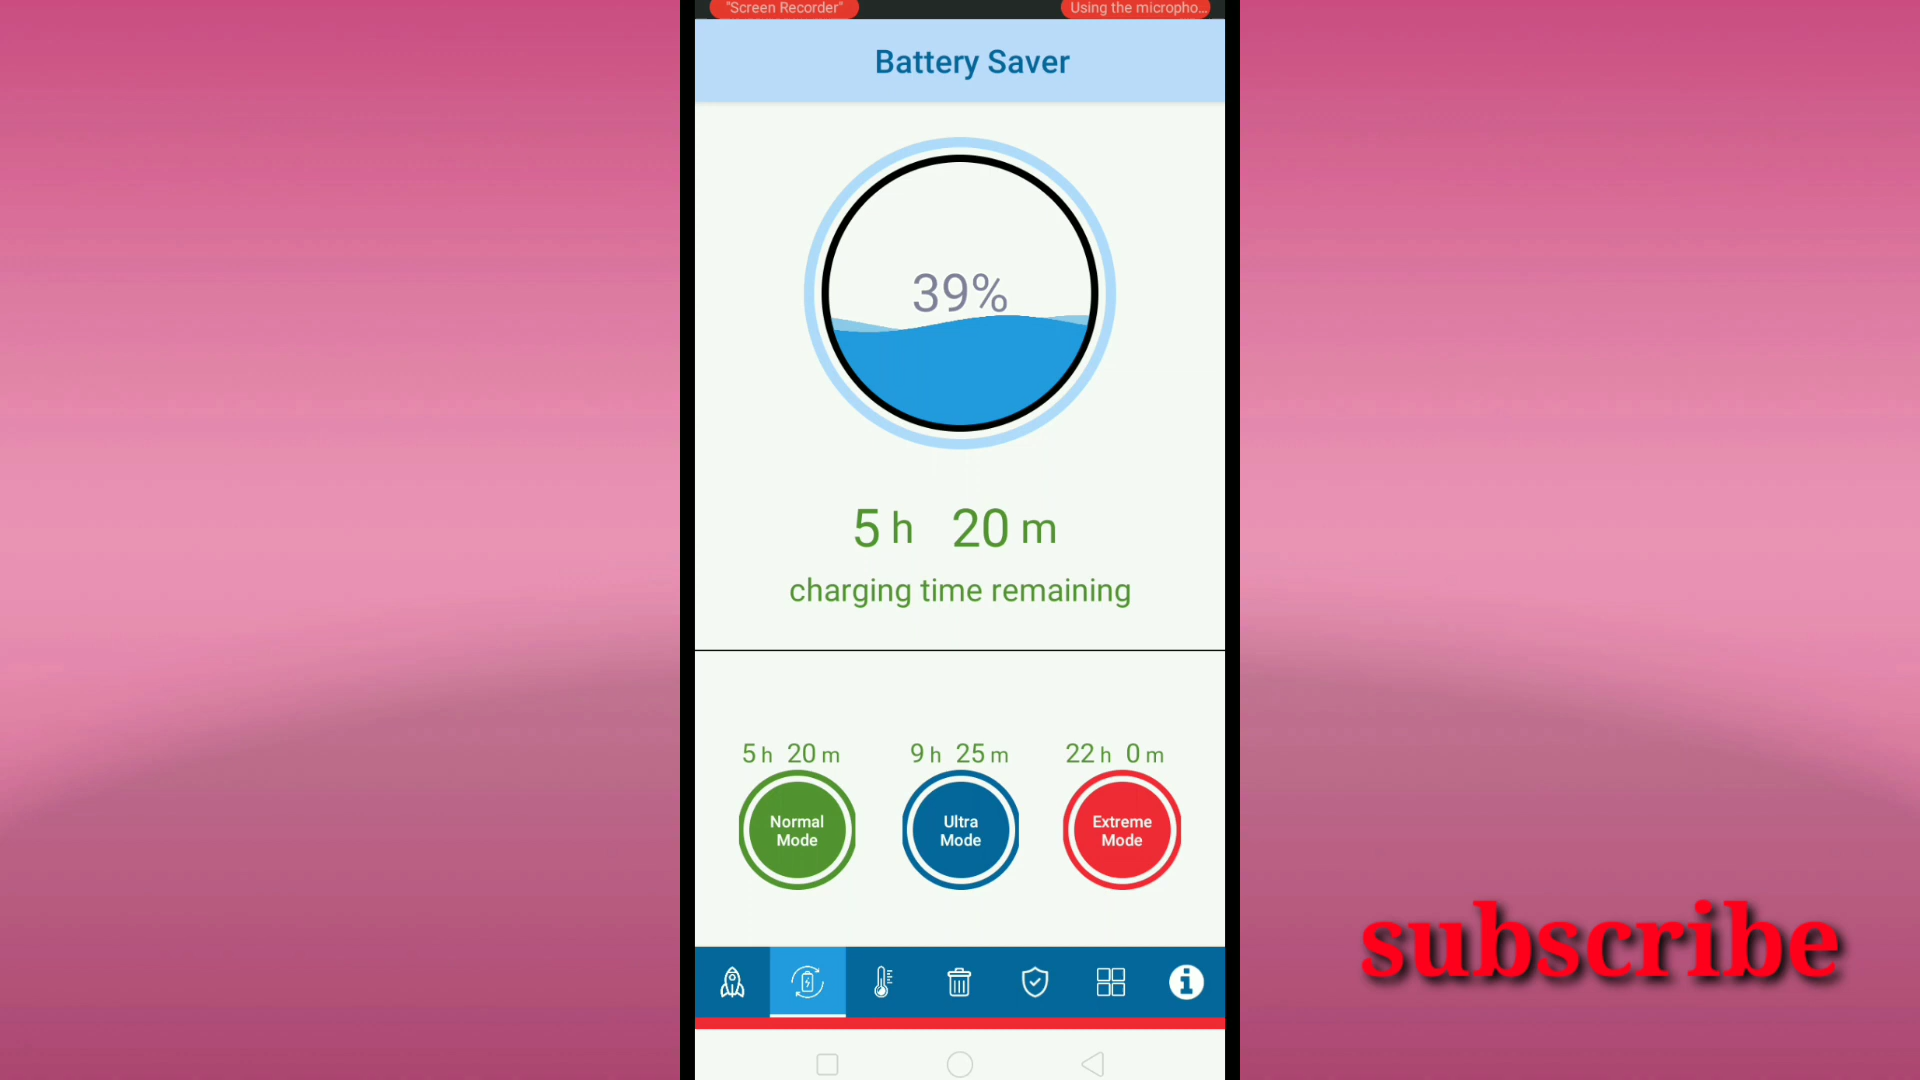 "Screen Recorder"
Using the micropho...
Battery Saver
39%
5 h 20 m
charging time remaining
5 h 20 m
9 h 25 m
22 h 0 m
Normal
Mode
Ultra
Mode
Extreme
Mode
subscribe